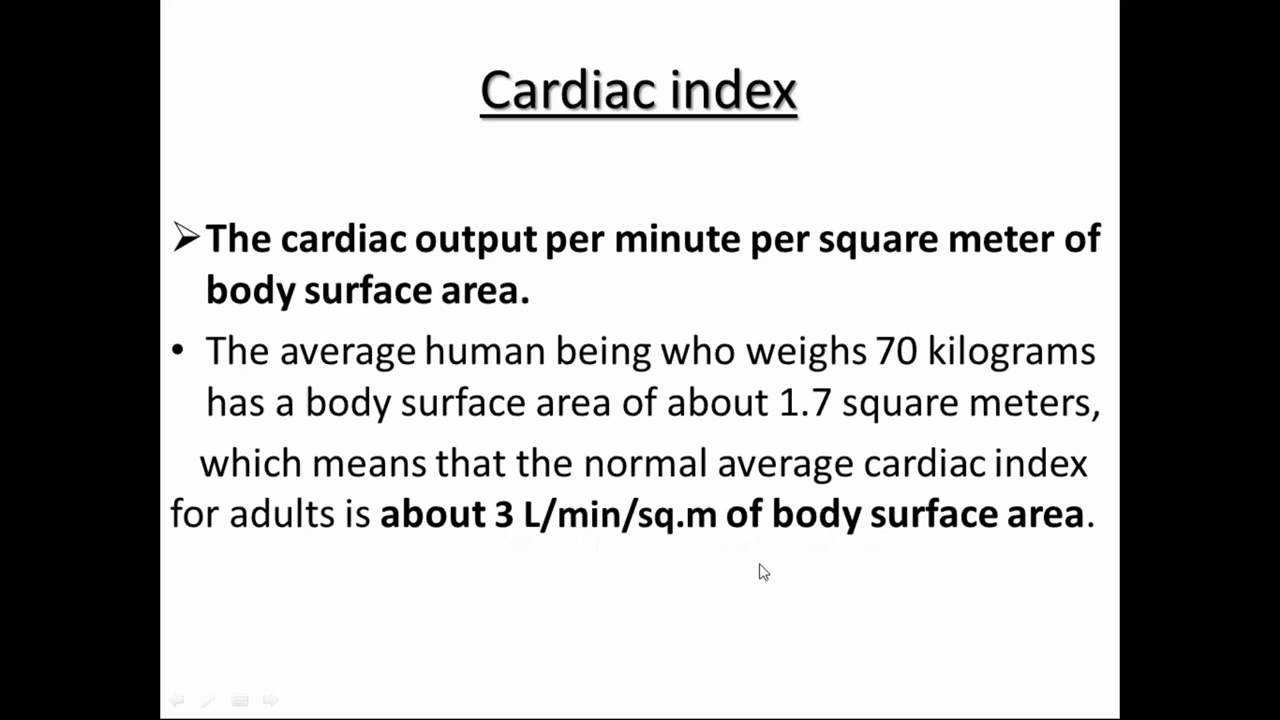 Cardiac index
➢The cardiac output per minute per square meter of
body surface area.
• The average human being who weighs 70 kilograms
has a body surface area of about 1.7 square meters,
which means that the normal average cardiac index
for adults is about 3 L/min/sq.m of body surface area.